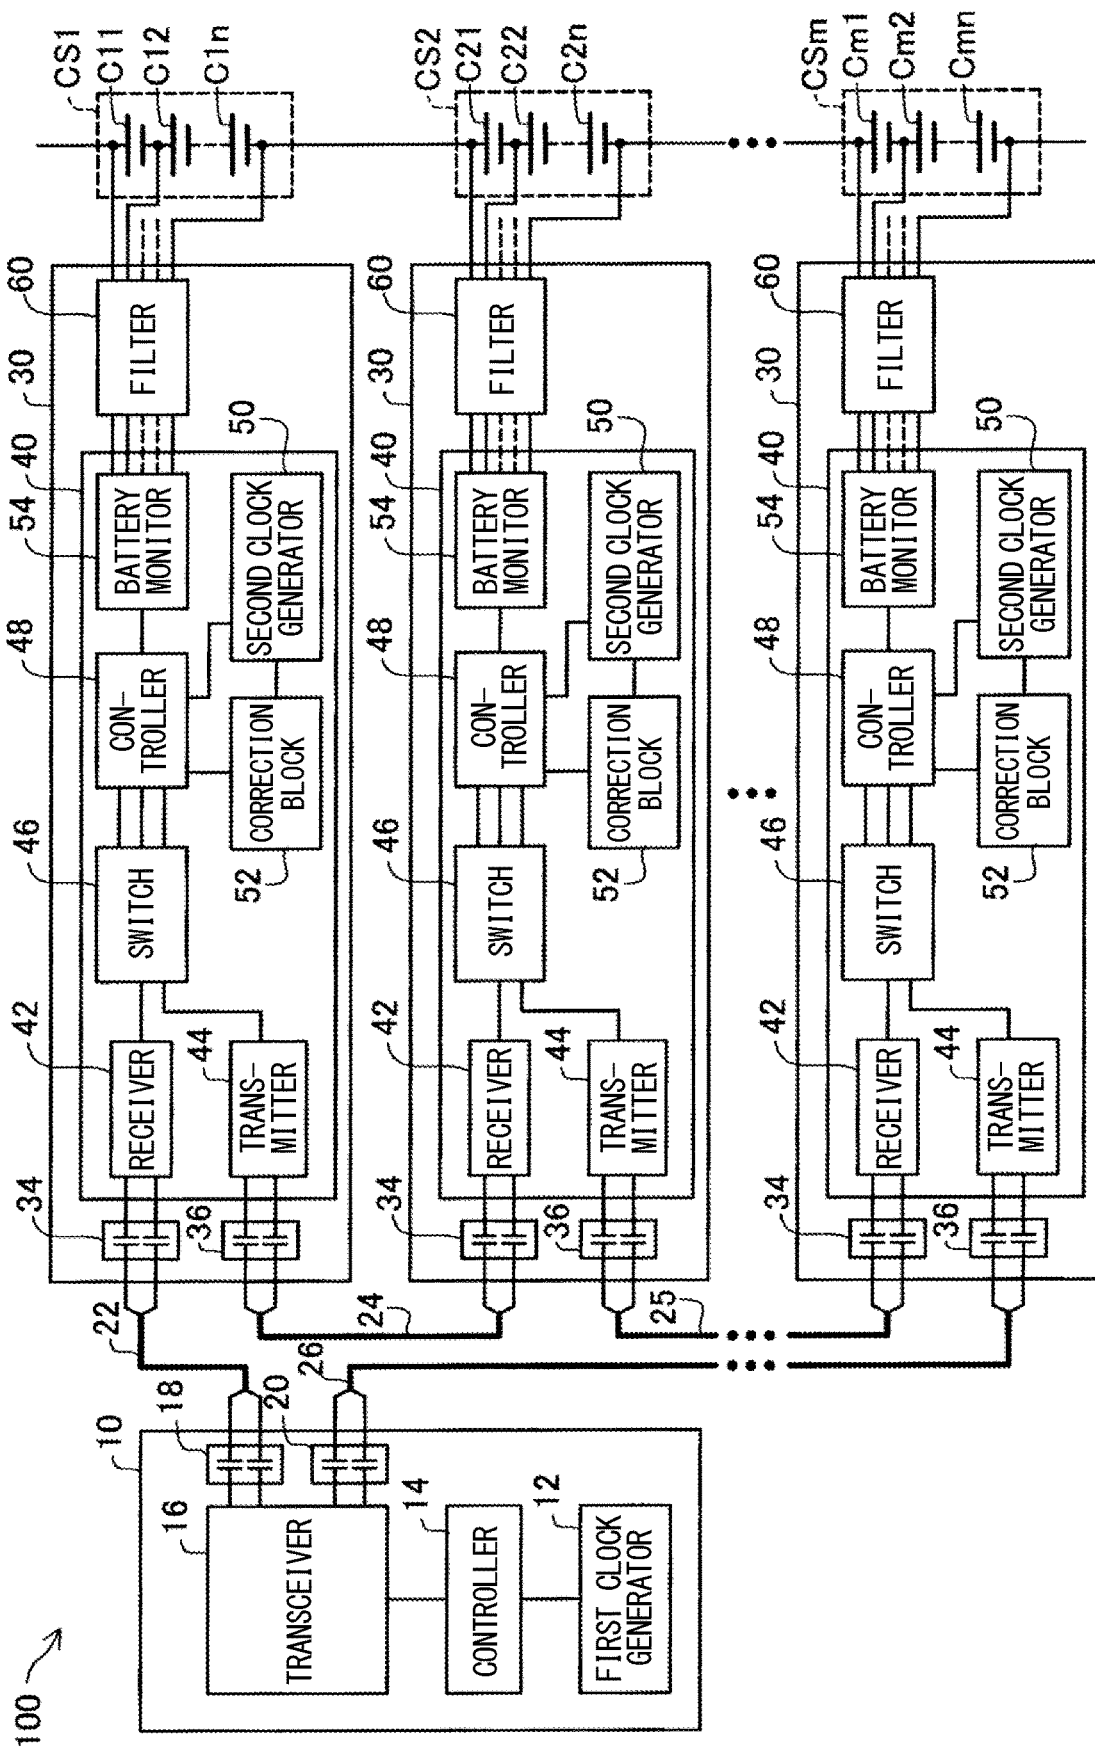 100
10
16
TRANSCEIVER
18
20
14
CONTROLLER
12
FIRST CLOCK
GENERATOR
22
26
24
25
30
34
36
40
42
RECEIVER
44
TRANS-
MITTER
46
SWITCH
48
CON-
TROLLER
52
CORRECTION
BLOCK
50
SECOND CLOCK
GENERATOR
54
BATTERY
MONITOR
60
FILTER
CS1
C11
C12
C1n
30
34
36
40
42
RECEIVER
44
TRANS-
MITTER
46
SWITCH
48
CON-
TROLLER
52
CORRECTION
BLOCK
50
SECOND CLOCK
GENERATOR
54
BATTERY
MONITOR
60
FILTER
CS2
C21
C22
C2n
30
34
36
40
42
RECEIVER
44
TRANS-
MITTER
46
SWITCH
48
CON-
TROLLER
52
CORRECTION
BLOCK
50
SECOND CLOCK
GENERATOR
54
BATTERY
MONITOR
60
FILTER
CSm
Cm1
Cm2
Cmn